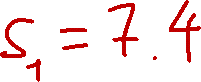 S₁ = 7.4